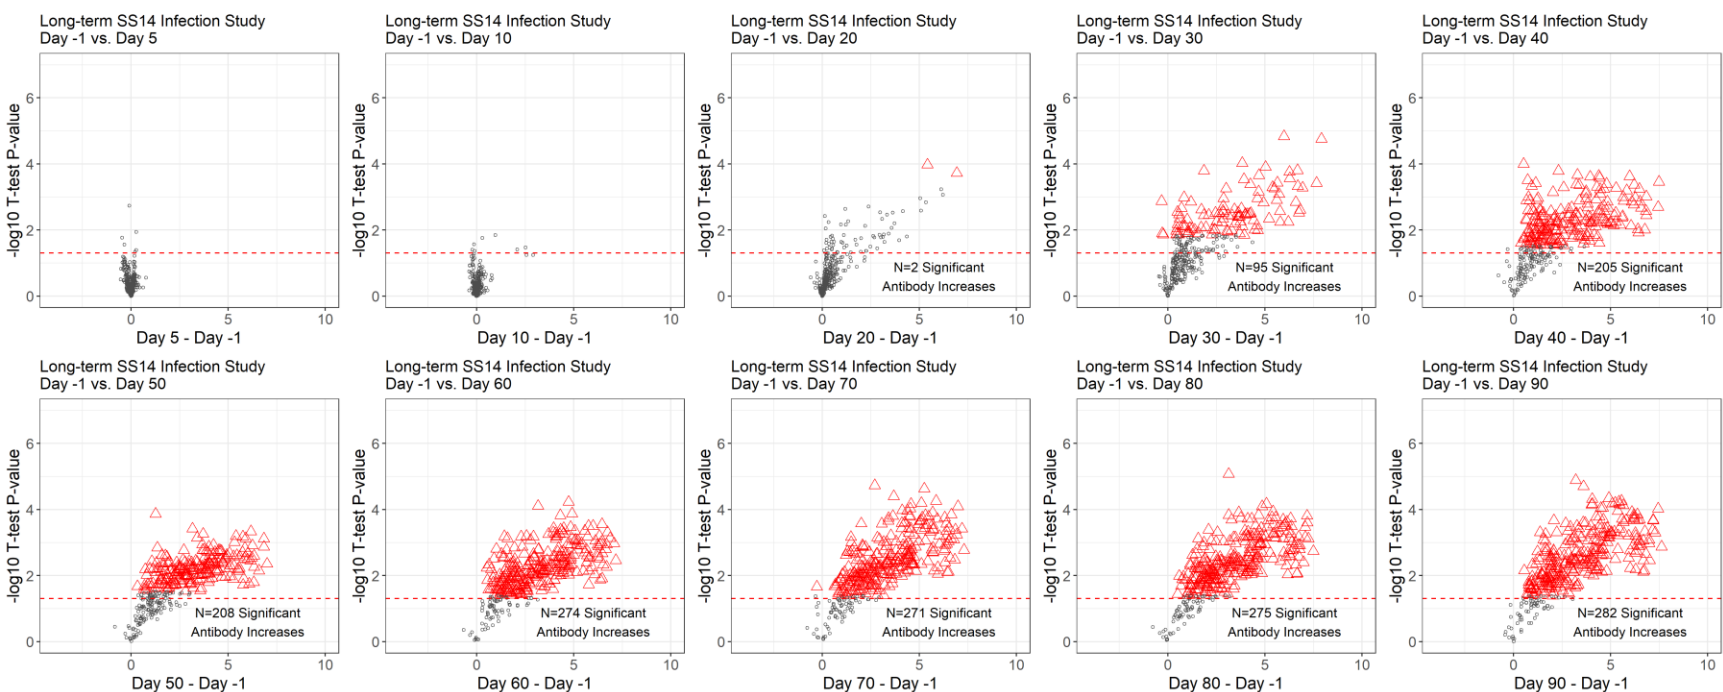 Long-term SS14 Infection Study
Day -1 vs. Day 5
-log10 T-test P-value
6
4
2
0
0
5
10
Day 5 - Day -1
Long-term SS14 Infection Study
Day -1 vs. Day 10
-log10 T-test P-value
6
4
2
0
0
5
10
Day 10 - Day -1
Long-term SS14 Infection Study
Day -1 vs. Day 20
-log10 T-test P-value
6
4
2
0
N=2 Significant
Antibody Increases
0
5
10
Day 20 - Day -1
Long-term SS14 Infection Study
Day -1 vs. Day 30
-log10 T-test P-value
6
4
2
0
N=95 Significant
Antibody Increases
0
5
10
Day 30 - Day -1
Long-term SS14 Infection Study
Day -1 vs. Day 40
-log10 T-test P-value
6
4
2
0
N=205 Significant
Antibody Increases
0
5
10
Day 40 - Day -1
Long-term SS14 Infection Study
Day -1 vs. Day 50
-log10 T-test P-value
6
4
2
0
N=208 Significant
Antibody Increases
0
5
10
Day 50 - Day -1
Long-term SS14 Infection Study
Day -1 vs. Day 60
-log10 T-test P-value
6
4
2
0
N=274 Significant
Antibody Increases
0
5
10
Day 60 - Day -1
Long-term SS14 Infection Study
Day -1 vs. Day 70
-log10 T-test P-value
6
4
2
0
N=271 Significant
Antibody Increases
0
5
10
Day 70 - Day -1
Long-term SS14 Infection Study
Day -1 vs. Day 80
-log10 T-test P-value
6
4
2
0
N=275 Significant
Antibody Increases
0
5
10
Day 80 - Day -1
Long-term SS14 Infection Study
Day -1 vs. Day 90
-log10 T-test P-value
6
4
2
0
N=282 Significant
Antibody Increases
0
5
10
Day 90 - Day -1